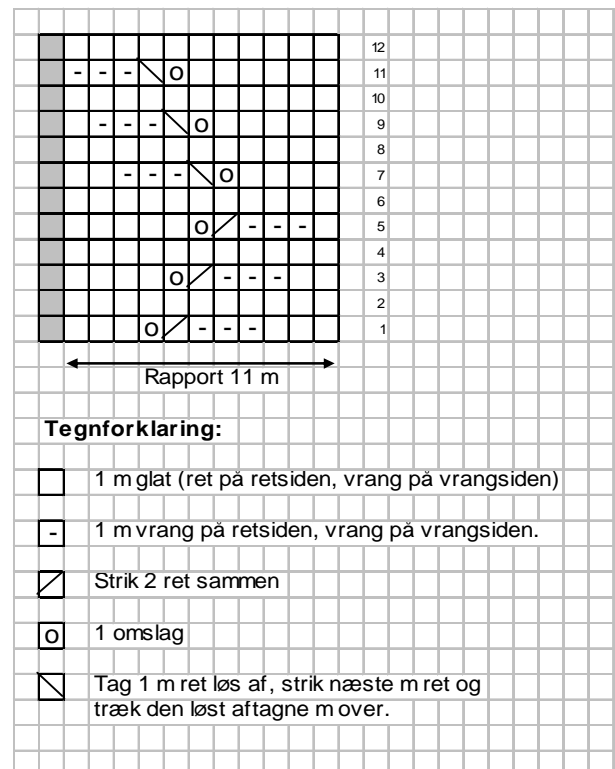 12
- - - \ o 11
10
- - - \ o 9
8
- - - \ o 7
6
o / - - - 5
4
o / - - - 3
2
o / - - - 1
Rapport 11 m
Tegnforklaring:
1 m glat (ret på retsiden, vrang på vrangsiden)
- 1 m vrang på retsiden, vrang på vrangsiden.
/ Strik 2 ret sammen
o 1 omslag
\ Tag 1 m ret løs af, strik næste m ret og
træk den løst aftagne m over.